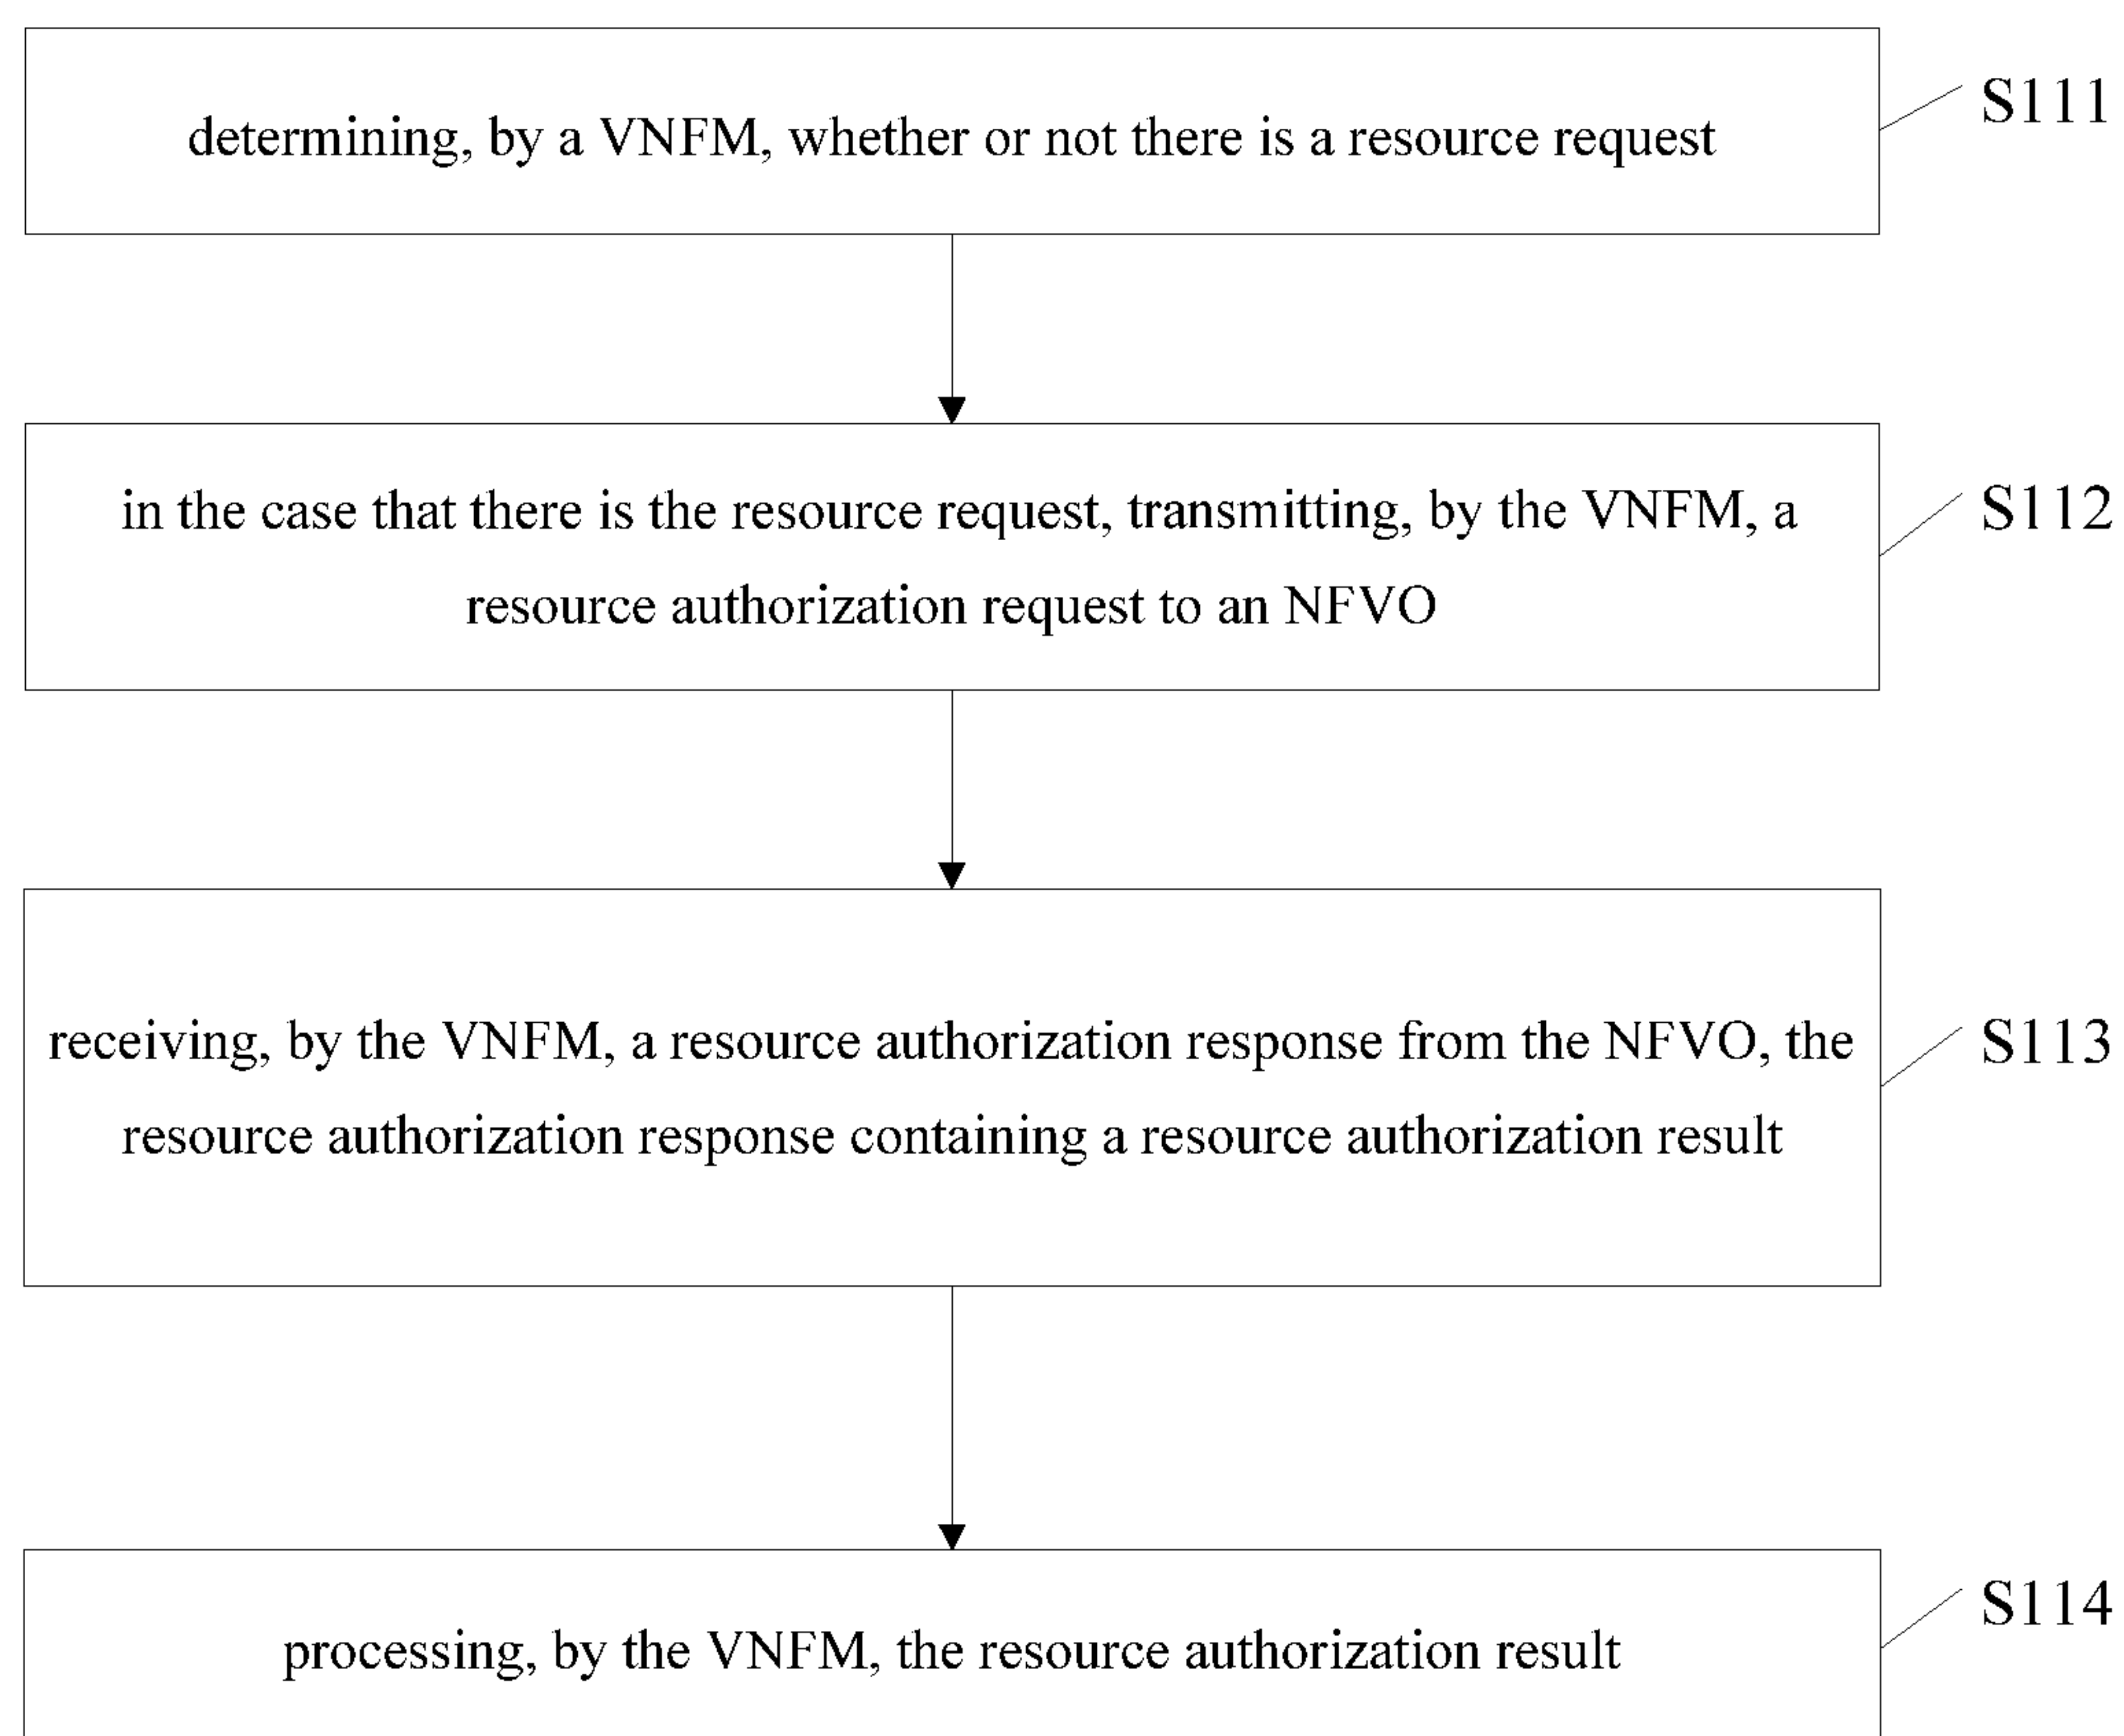 determining, by a VNFM, whether or not there is a resource request
S111
in the case that there is the resource request, transmitting, by the VNFM, a
resource authorization request to an NFVO
S112
receiving, by the VNFM, a resource authorization response from the NFVO, the
resource authorization response containing a resource authorization result
S113
processing, by the VNFM, the resource authorization result
S114